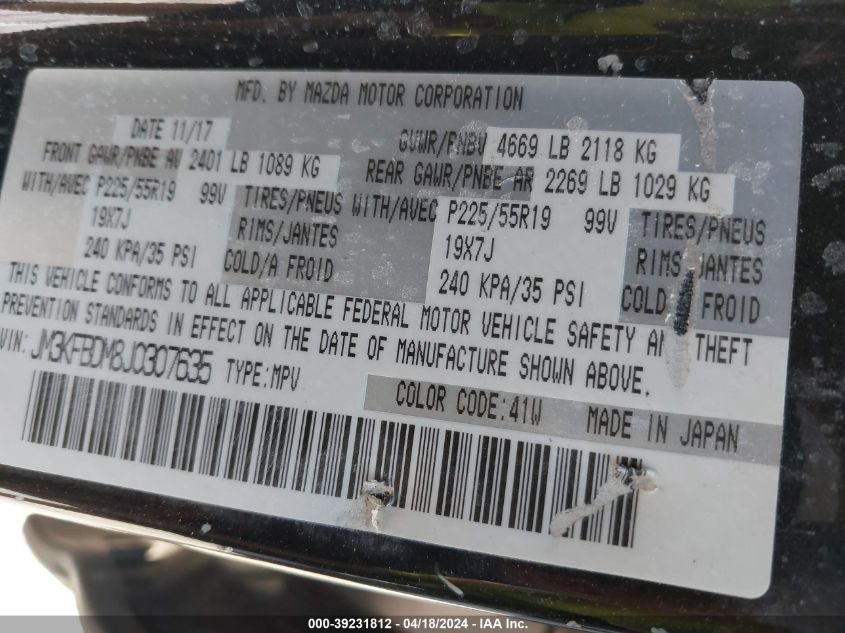 MFD. BY MAZDA MOTOR CORPORATION
DATE 11/17 GVWR/PNBV 4669 LB 2118 KG
FRONT GAWR/PNBE AV 2401 LB 1089 KG REAR GAWR/PNBE AR 2269 LB 1029 KG
WITH/AVEC P225/55R19 99V TIRES/PNEUS WITH/AVEC P225/55R19 99V TIRES/PNEUS
19X7J RIMS/JANTES 19X7J RIMS JANTES
240 KPA/35 PSI COLD/A FROID 240 KPA/35 PSI COLD FROID
THIS VEHICLE CONFORMS TO ALL APPLICABLE FEDERAL MOTOR VEHICLE SAFETY AN THEFT
PREVENTION STANDARDS IN EFFECT ON THE DATE OF MANUFACTURE SHOWN ABOVE.
VIN: JM3KFBDM8J0307635 TYPE:MPV
COLOR CODE:41W MADE IN JAPAN
000-39231812 - 04/18/2024 - IAA Inc.